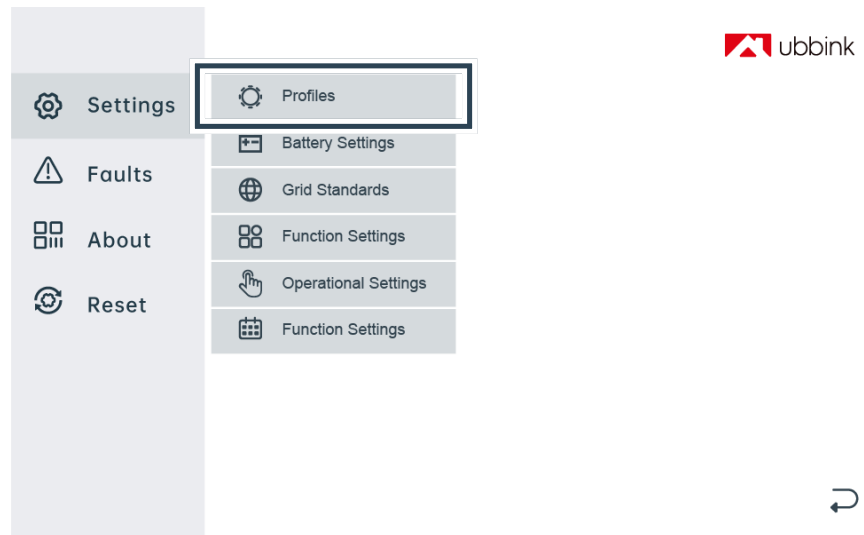 ubbink
Settings
Faults
About
Reset
Profiles
Battery Settings
Grid Standards
Function Settings
Operational Settings
Function Settings